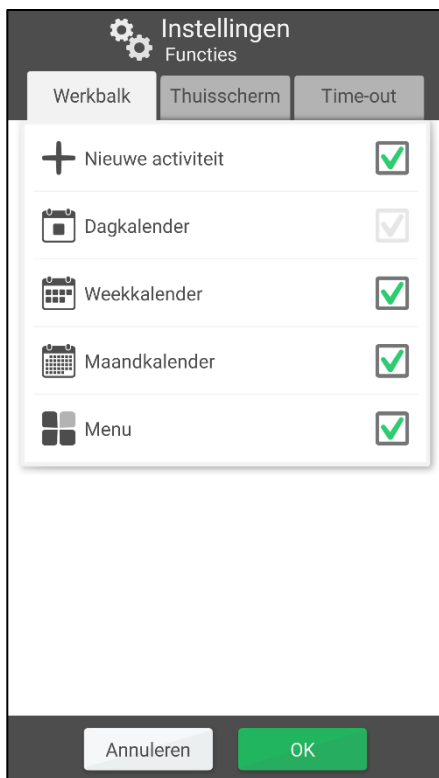 Instellingen
Functies
Werkbalk Thuisscherm Time-out
Nieuwe activiteit
Dagkalender
Weekkalender
Maandkalender
Menu
Annuleren OK